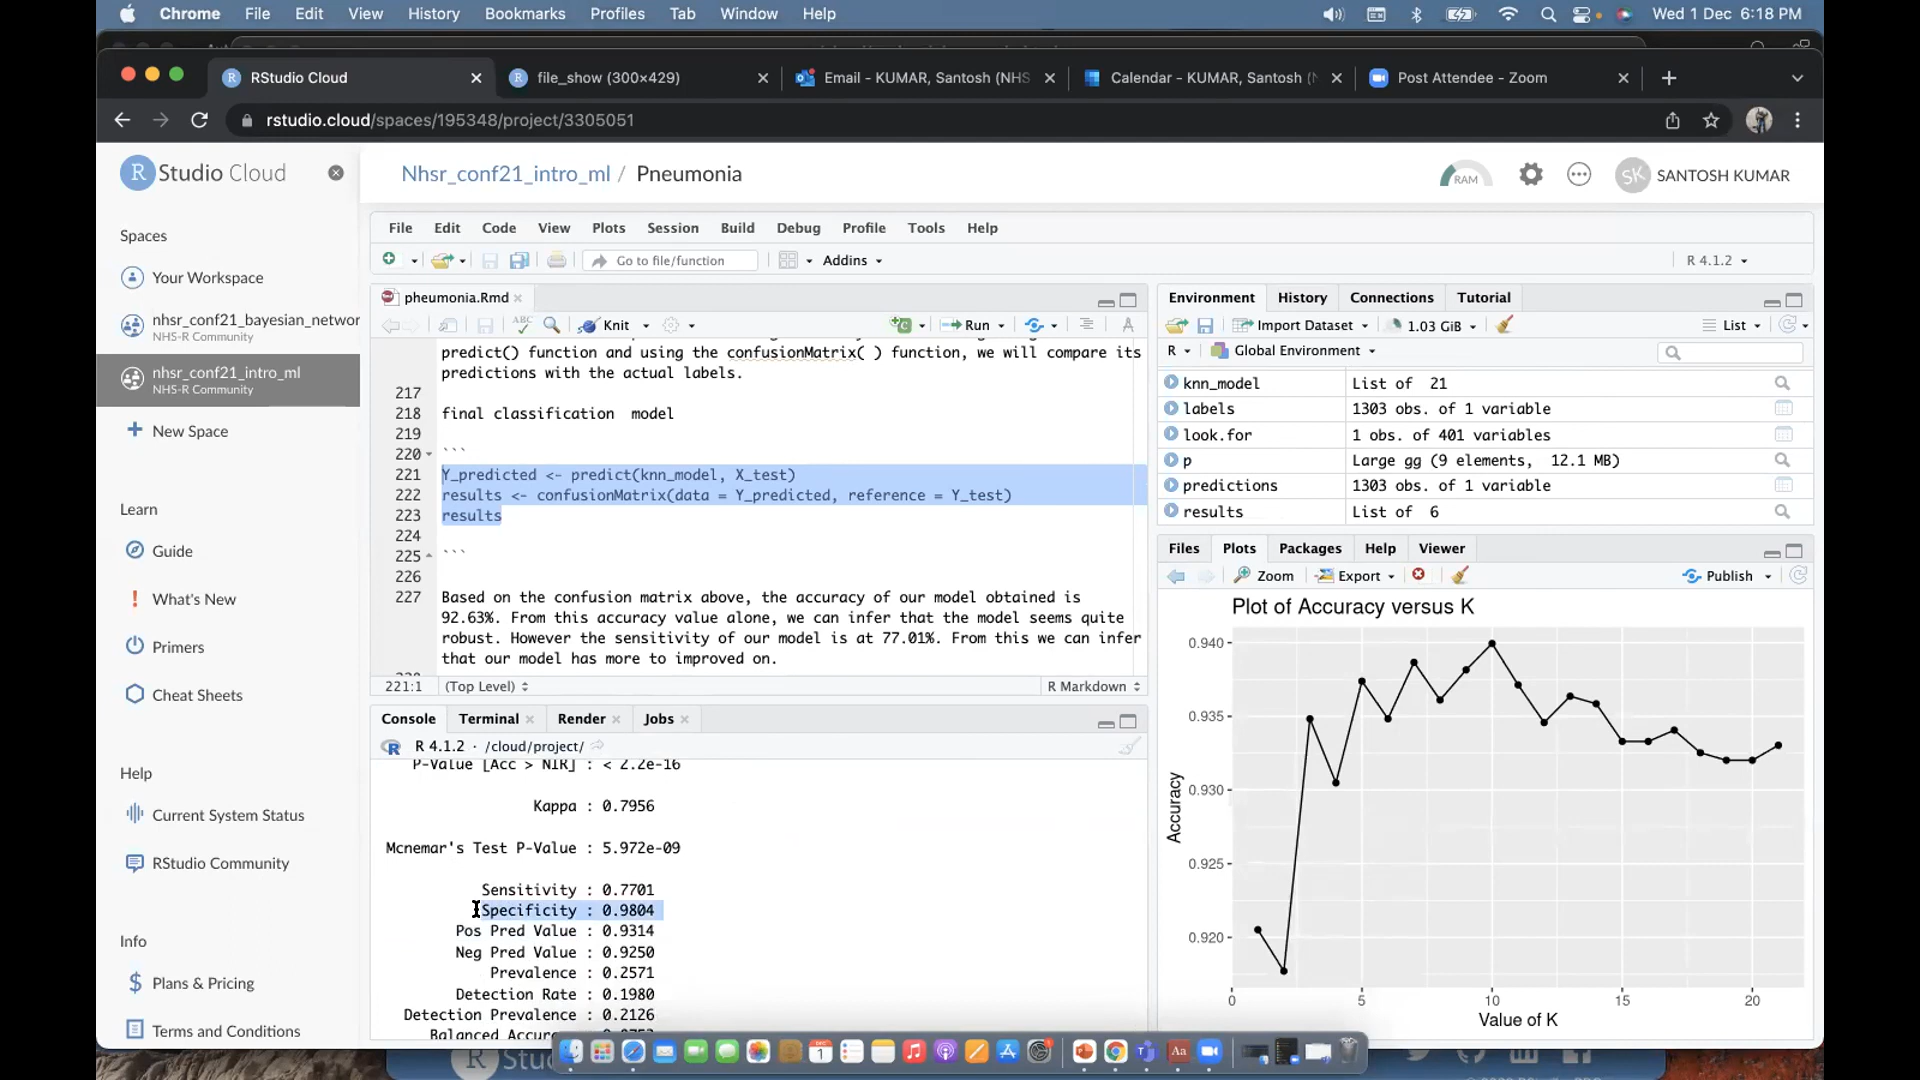 Chrome File Edit View History Bookmarks Profiles Tab Window Help Wed 1 Dec 6:18 PM
RStudio Cloud file_show (300×429) Email - KUMAR, Santosh (NHS Calendar - KUMAR, Santosh (N Post Attendee - Zoom
rstudio.cloud/spaces/195348/project/3305051
R Studio Cloud
Nhsr_conf21_intro_ml / Pneumonia
RAM SK SANTOSH KUMAR
Spaces
Your Workspace
nhsr_conf21_bayesian_networ
NHS-R Community
nhsr_conf21_intro_ml
NHS-R Community
New Space
Learn
Guide
What's New
Primers
Cheat Sheets
Help
Current System Status
RStudio Community
Info
Plans & Pricing
Terms and Conditions
File Edit Code View Plots Session Build Debug Profile Tools Help
Go to file/function Addins R 4.1.2
pheumonia.Rmd
ABC Knit Run
predict() function and using the confusionMatrix( ) function, we will compare its
predictions with the actual labels.
217
218 final classification model
219
220 ```
221 Y_predicted <- predict(knn_model, X_test)
222 results <- confusionMatrix(data = Y_predicted, reference = Y_test)
223 results
224
225 ```
226
227 Based on the confusion matrix above, the accuracy of our model obtained is
92.63%. From this accuracy value alone, we can infer that the model seems quite
robust. However the sensitivity of our model is at 77.01%. From this we can infer
that our model has more to improved on.
221:1 (Top Level) R Markdown
Console Terminal Render Jobs
R 4.1.2 · /cloud/project/
P-Value [Acc > NIR] : < 2.2e-16
Kappa : 0.7956
Mcnemar's Test P-Value : 5.972e-09
Sensitivity : 0.7701
Specificity : 0.9804
Pos Pred Value : 0.9314
Neg Pred Value : 0.9250
Prevalence : 0.2571
Detection Rate : 0.1980
Detection Prevalence : 0.2126
Environment History Connections Tutorial
Import Dataset 1.03 GiB List
R Global Environment
knn_model List of 21
labels 1303 obs. of 1 variable
look.for 1 obs. of 401 variables
p Large gg (9 elements, 12.1 MB)
predictions 1303 obs. of 1 variable
results List of 6
Files Plots Packages Help Viewer
Zoom Export Publish
Plot of Accuracy versus K
0.940
0.935
0.930
0.925
0.920
Accuracy
0 5 10 15 20
Value of K